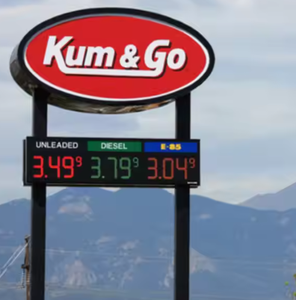 Kum & Go
UNLEADED DIESEL E-85
3.49⁹ 3.79⁹ 3.04⁹